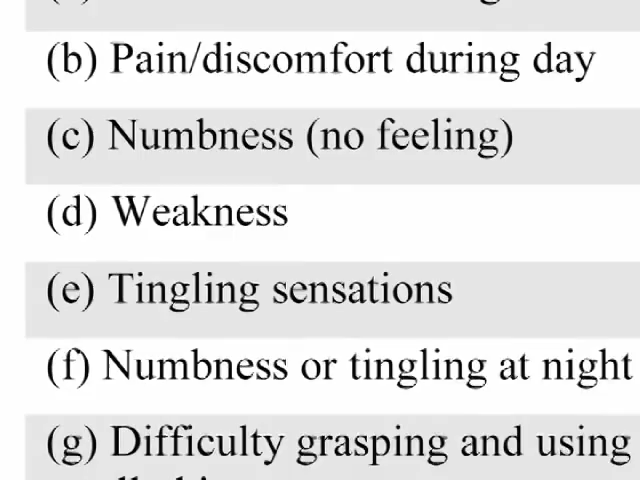 (b) Pain/discomfort during day
(c) Numbness (no feeling)
(d) Weakness
(e) Tingling sensations
(f) Numbness or tingling at night
(g) Difficulty grasping and using